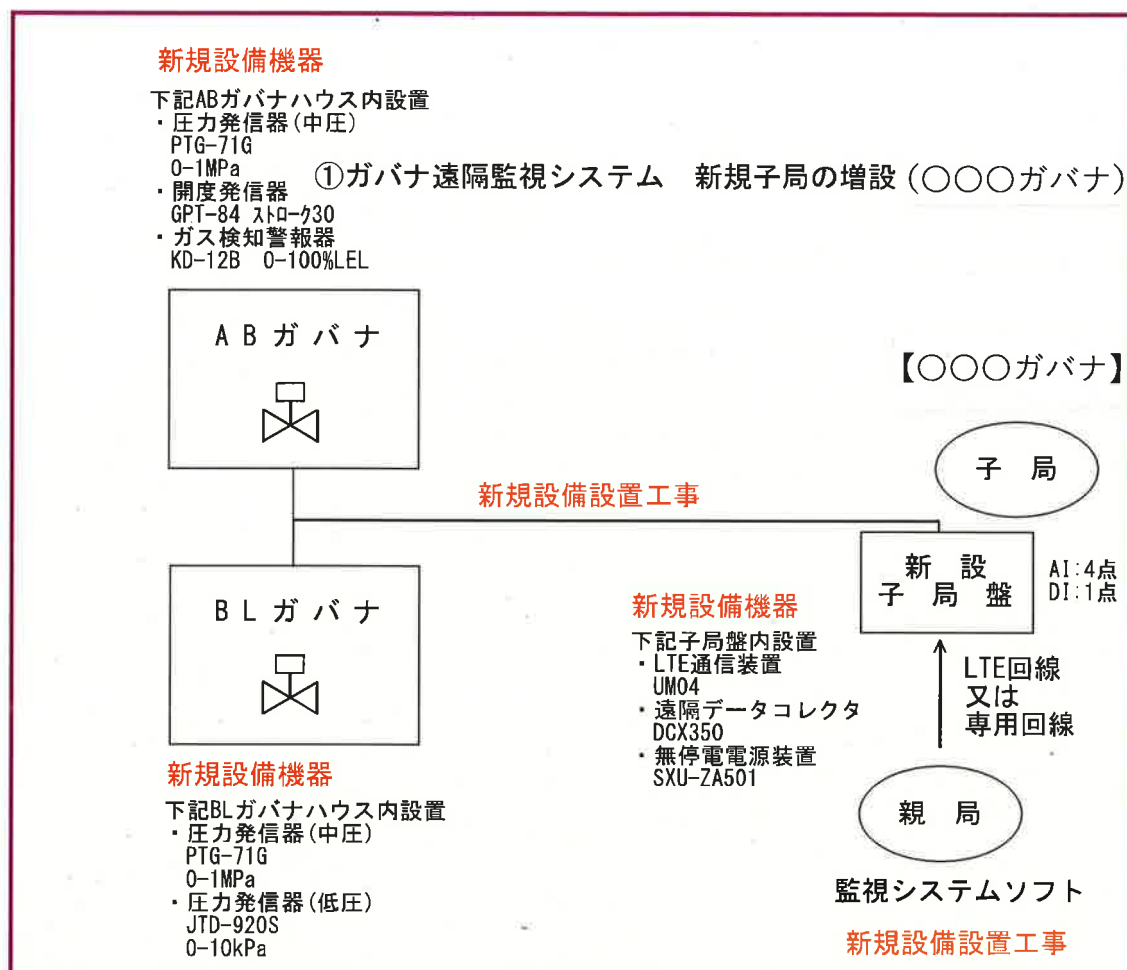 新規設備機器
下記ABガバナハウス内設置
・圧力発信器(中圧)
PTG-71G
0-1MPa
①ガバナ遠隔監視システム　新規子局の増設(○○○ガバナ)
・開度発信器
GPT-84 ｽﾄﾛｰｸ30
・ガス検知警報器
KD-12B　0-100%LEL
ABガバナ
【○○○ガバナ】
子局
新規設備設置工事
新設
子局盤
AI:4点
DI:1点
BLガバナ
新規設備機器
下記子局盤内設置
・LTE通信装置
UM04
・遠隔データコレクタ
DCX350
・無停電電源装置
SXU-ZA501
LTE回線
又は
専用回線
新規設備機器
下記BLガバナハウス内設置
・圧力発信器(中圧)
PTG-71G
0-1MPa
・圧力発信器(低圧)
JTD-920S
0-10kPa
親局
監視システムソフト
新規設備設置工事